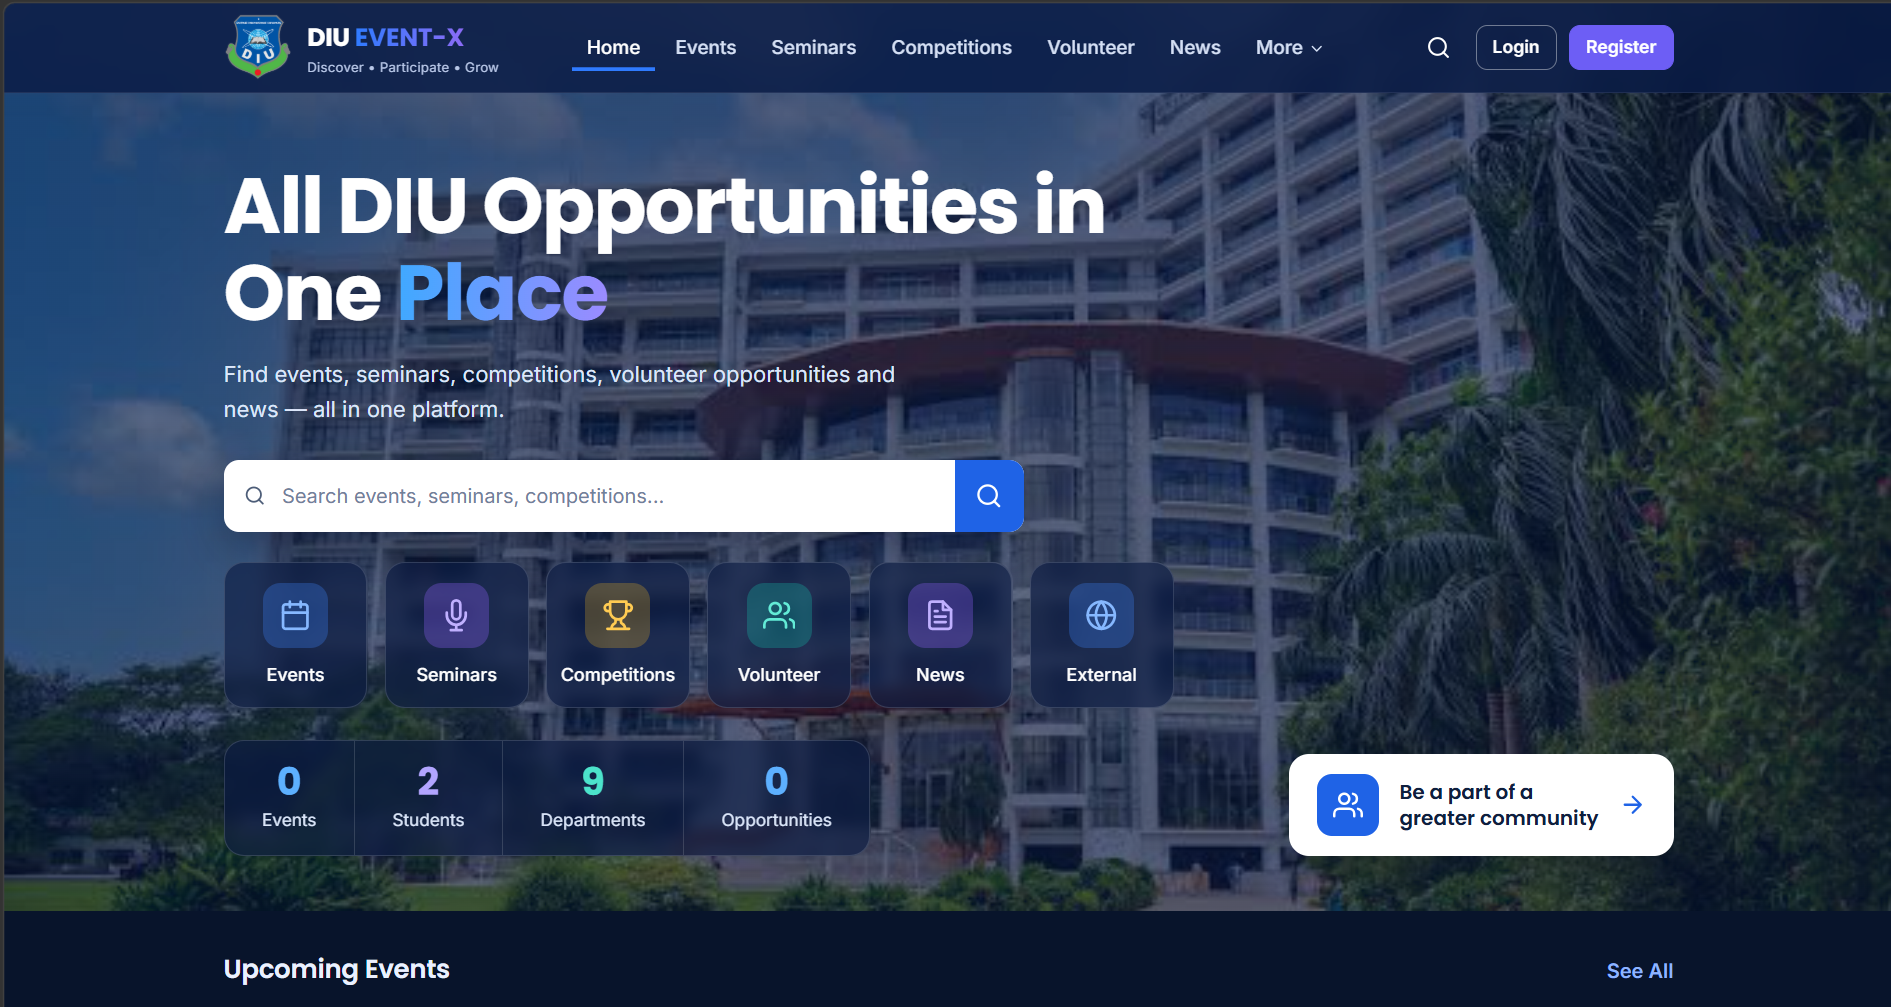 DIU EVENT-X
Discover • Participate • Grow
Home
Events
Seminars
Competitions
Volunteer
News
More
Login
Register
All DIU Opportunities in
One Place
Find events, seminars, competitions, volunteer opportunities and
news — all in one platform.
Search events, seminars, competitions...
Events
Seminars
Competitions
Volunteer
News
External
0
Events
2
Students
9
Departments
0
Opportunities
Be a part of a
greater community
Upcoming Events
See All
DIU